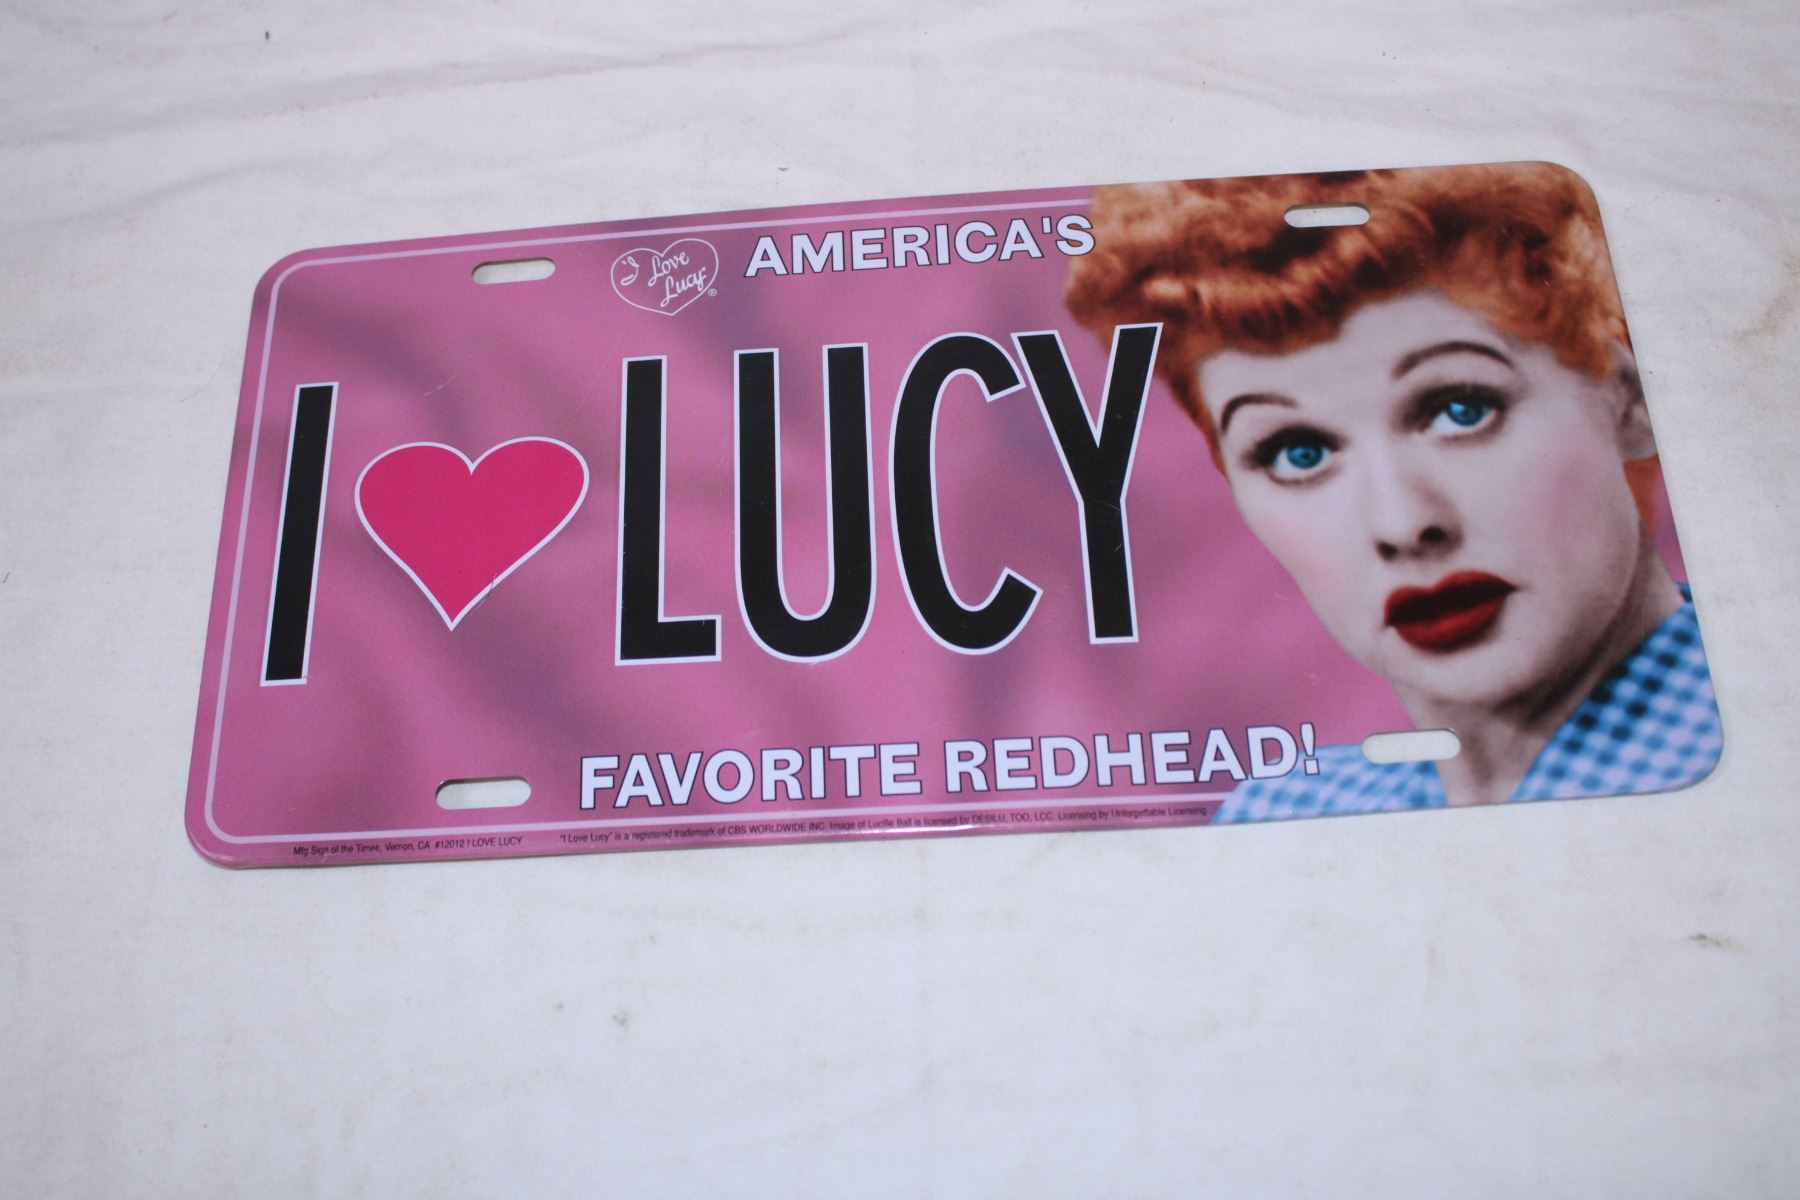 I Love
Lucy®
AMERICA'S
I ♥ LUCY
FAVORITE REDHEAD!
Mfg Sign of the Times, Vernon, CA #12012 I LOVE LUCY
"I Love Lucy" is a registered trademark of CBS WORLDWIDE INC. Image of Lucille Ball is licensed by DESILU, TOO, LCC. Licensing by Unforgettable Licensing